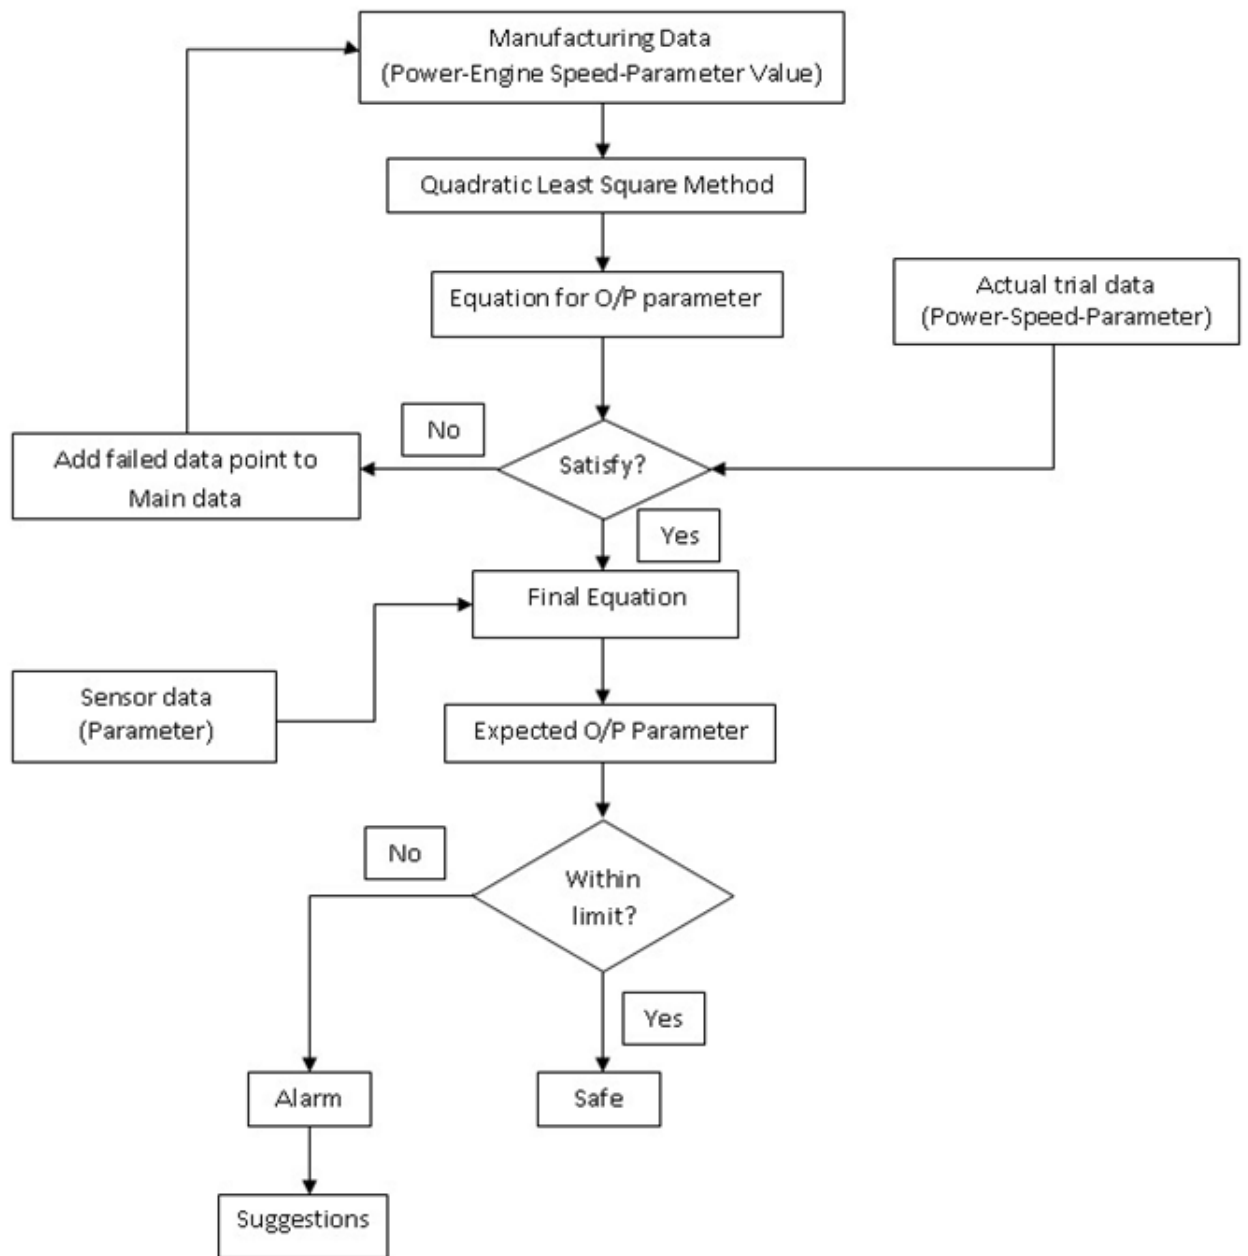 Manufacturing Data
(Power-Engine Speed-Parameter Value)
Quadratic Least Square Method
Equation for O/P parameter
Actual trial data
(Power-Speed-Parameter)
No
Add failed data point to
Main data
Satisfy?
Yes
Final Equation
Sensor data
(Parameter)
Expected O/P Parameter
No
Within
limit?
Yes
Alarm
Safe
Suggestions